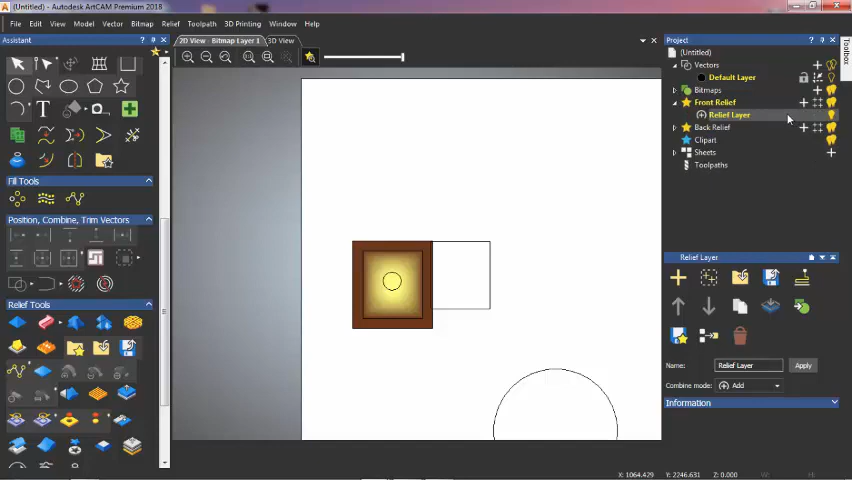 (Untitled) - Autodesk ArtCAM Premium 2018
File Edit View Model Vector Bitmap Relief Toolpath 3D Printing Window Help
Assistant
2D View - Bitmap Layer 1 3D View
Project
Toolbox
(Untitled)
Vectors
Default Layer
Bitmaps
Front Relief
Relief Layer
Back Relief
Clipart
Sheets
Toolpaths
Fill Tools
Position, Combine, Trim Vectors
Relief Tools
Relief Layer
Name: Relief Layer Apply
Combine mode: Add
Information
X: 1064.429 Y: 2246.631 Z: 0.000 W: H: